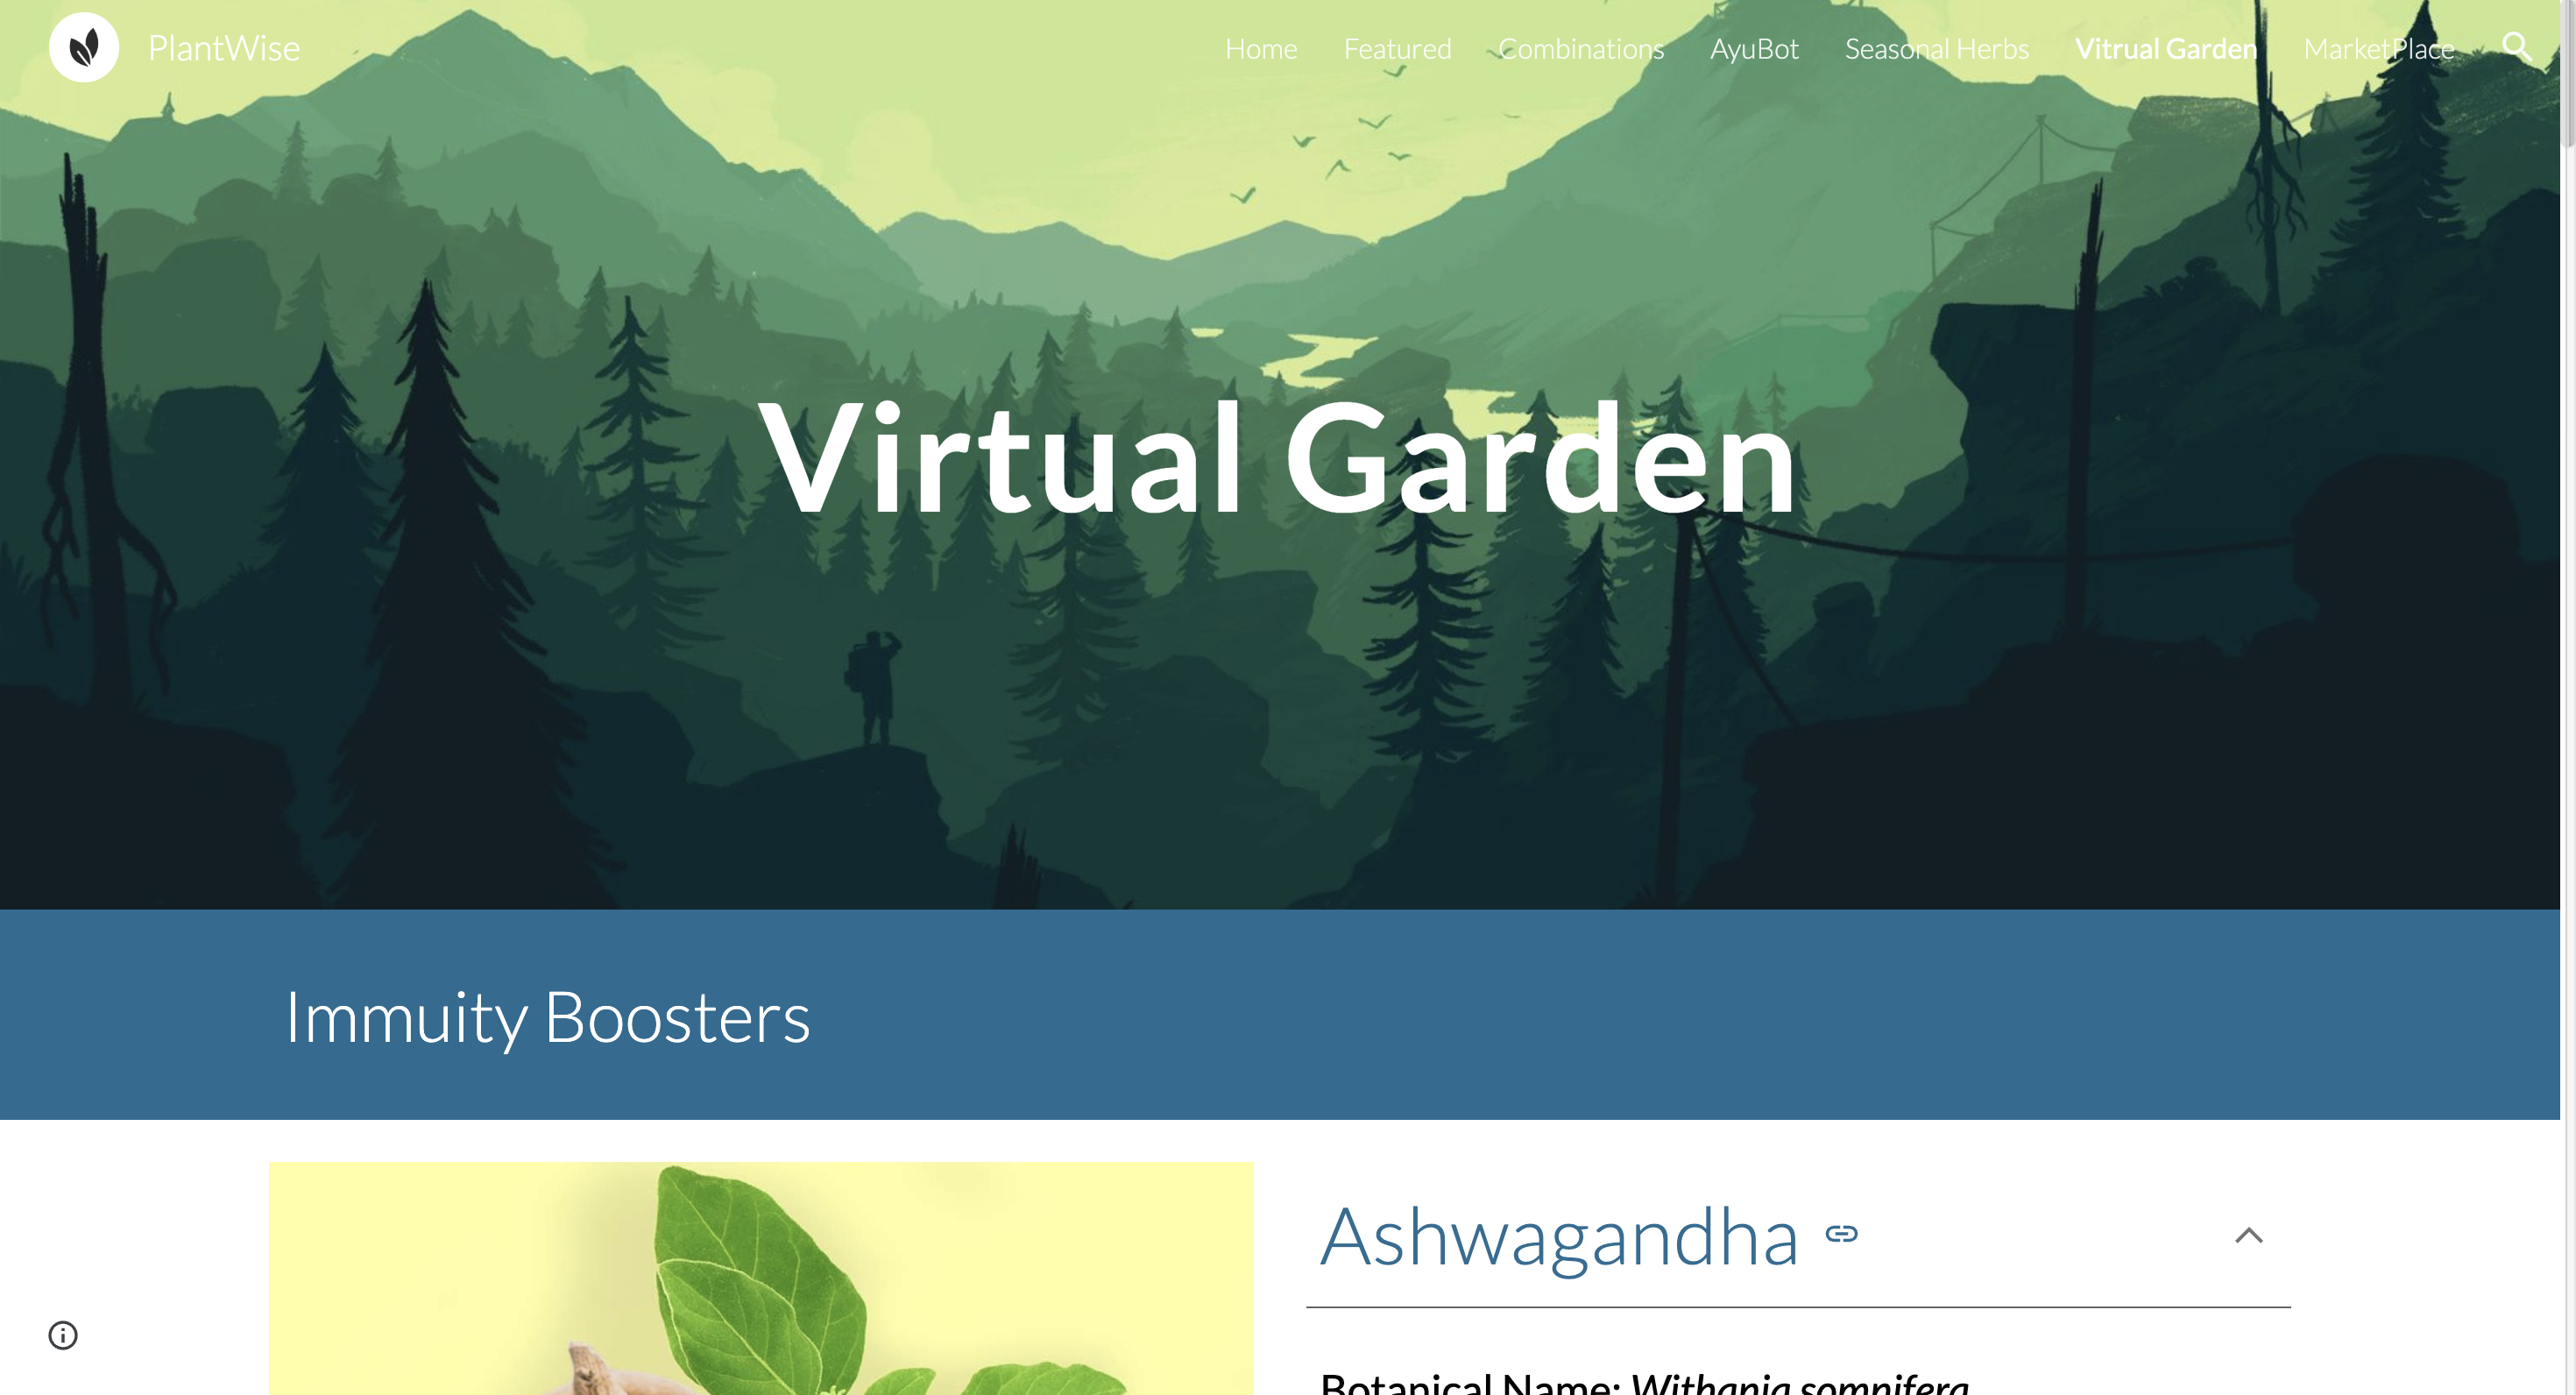 PlantWise
Home Featured Combinations AyuBot Seasonal Herbs Vitrual Garden MarketPlace
Virtual Garden
Immuity Boosters
Ashwagandha
Botanical Name: Withania somnifera